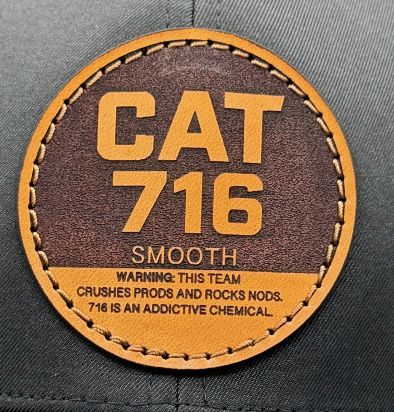 CAT
716
SMOOTH
WARNING: THIS TEAM
CRUSHES PRODS AND ROCKS NODS.
716 IS AN ADDICTIVE CHEMICAL.